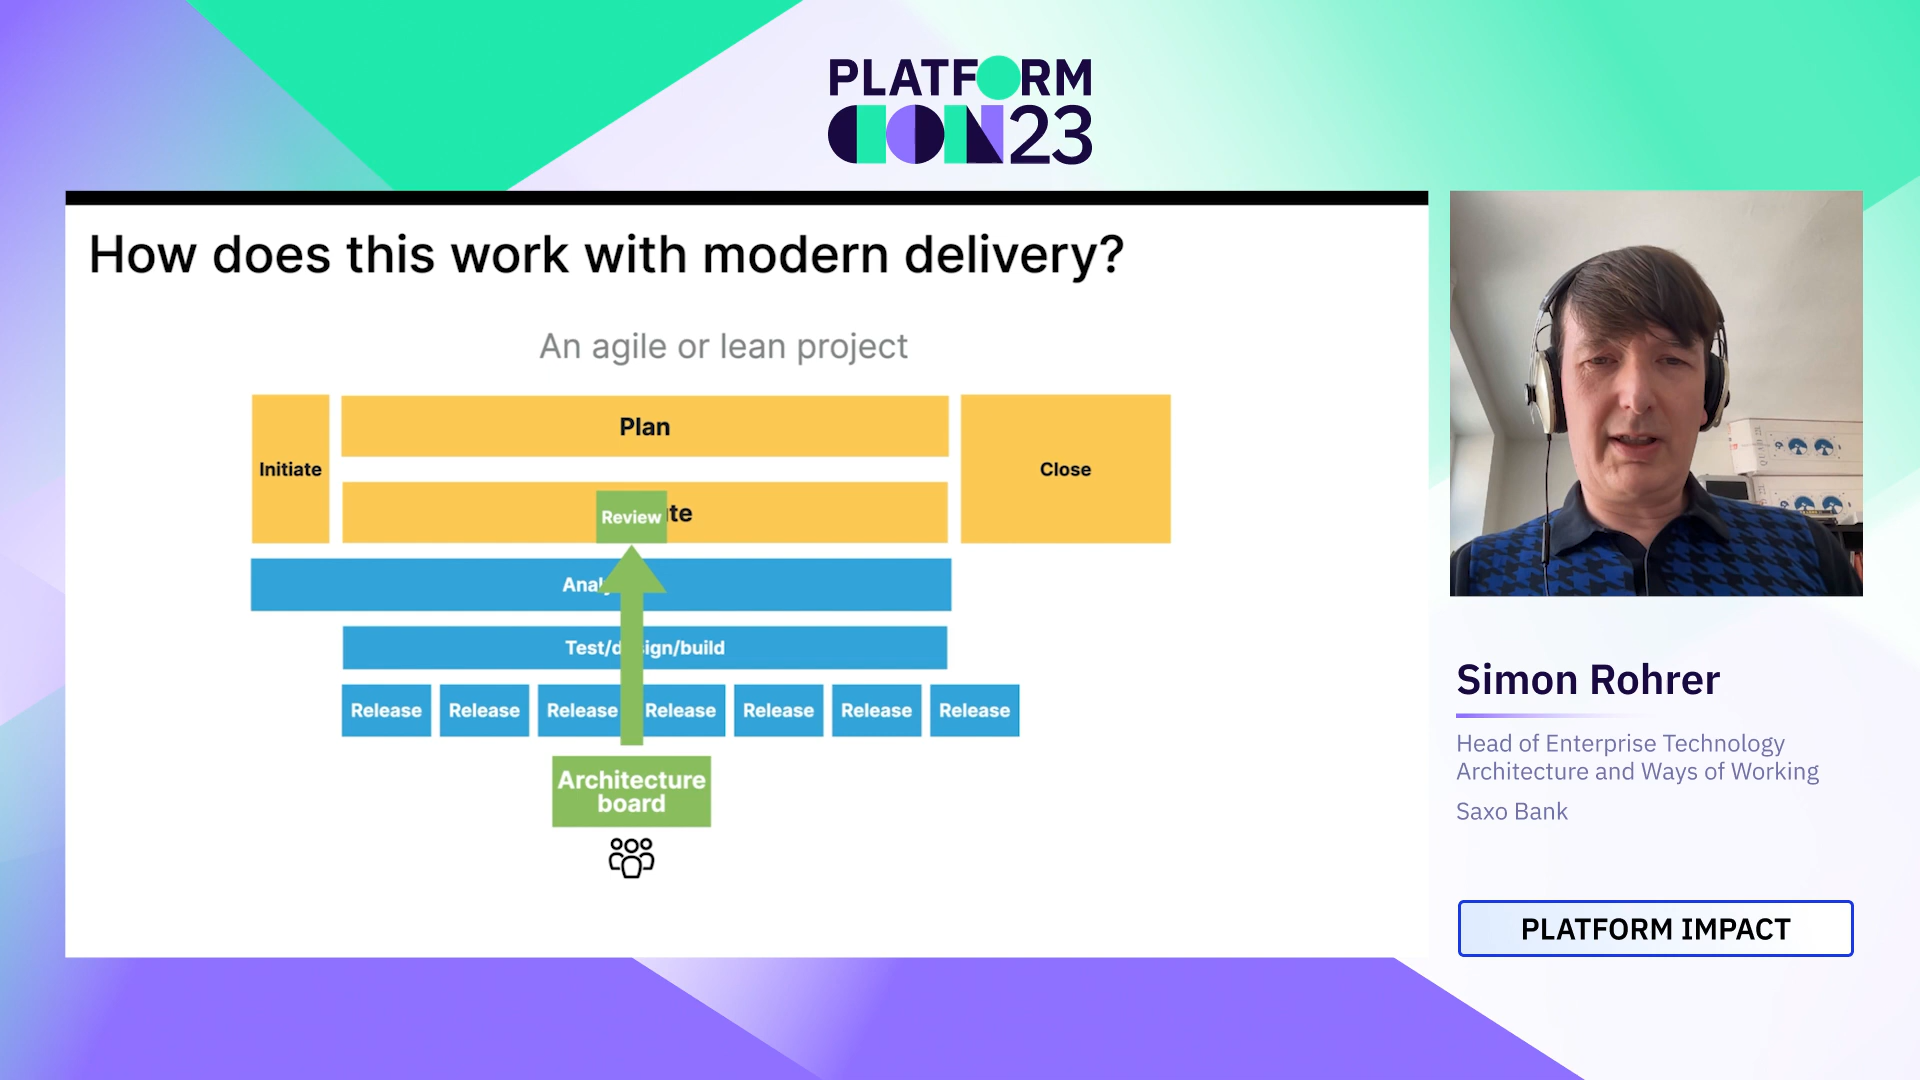 PLATFORM
CON23
How does this work with modern delivery?
An agile or lean project
Plan
Initiate
Close
Review
te
Anal
Test/d ign/build
Release Release Release Release Release Release Release
Architecture
board
Simon Rohrer
Head of Enterprise Technology
Architecture and Ways of Working
Saxo Bank
PLATFORM IMPACT